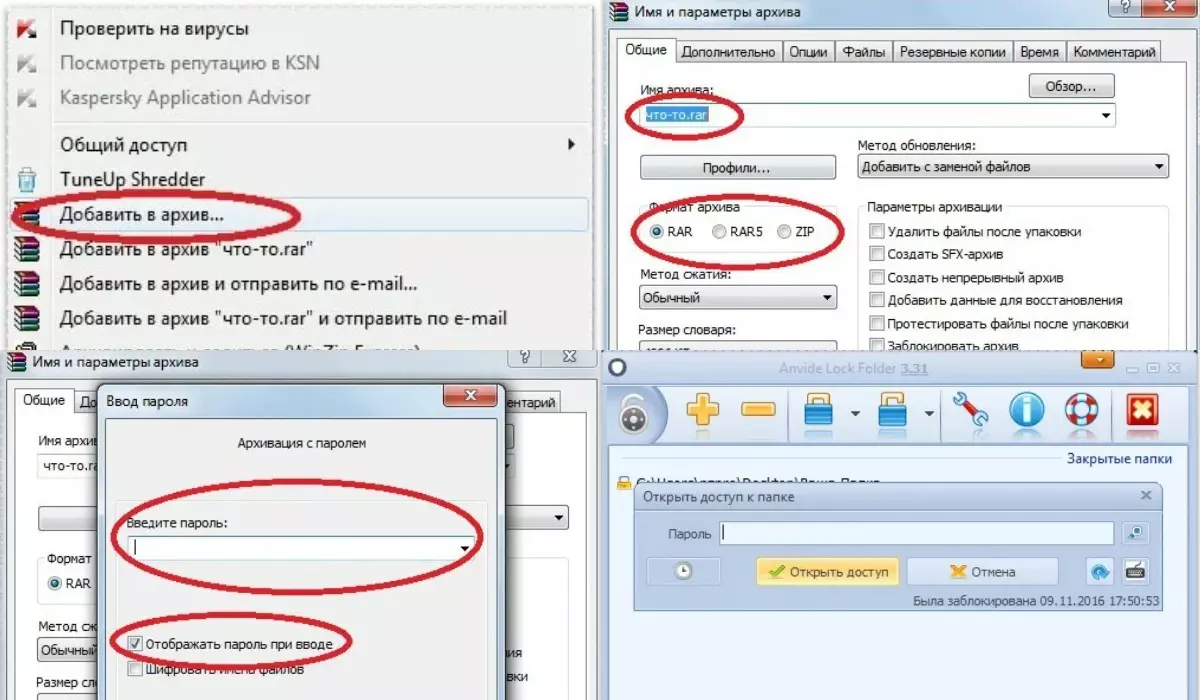 Проверить на вирусы
Посмотреть репутацию в KSN
Kaspersky Application Advisor
Общий доступ
TuneUp Shredder
Добавить в архив...
Добавить в архив "что-то.rar"
Добавить в архив и отправить по e-mail...
Добавить в архив "что-то.rar" и отправить по e-mail
Имя и параметры архива
Общие Дополнительно Опции Файлы Резервные копии Время Комментарий
Имя архива:
Обзор...
что-то.rar
Метод обновления:
Профили...
Добавить с заменой файлов
Формат архива
Параметры архивации
RAR RAR5 ZIP
Удалить файлы после упаковки
Создать SFX-архив
Метод сжатия:
Создать непрерывный архив
Обычный
Добавить данные для восстановления
Размер словаря:
Протестировать файлы после упаковки
Заблокировать архив
Имя и параметры архива
Общие До
ентарий
Ввод пароля
Архивация с паролем
Имя архив
что-то.ra
Введите пароль:
Формат
RAR
Отображать пароль при вводе
Шифровать имена файлов
Метод сж
Обычный
Размер сл
ия
вки
Anvide Lock Folder 3.31
Закрытые папки
Открыть доступ к папке
Пароль
Открыть доступ
Отмена
Была заблокирована 09.11.2016 17:50:53